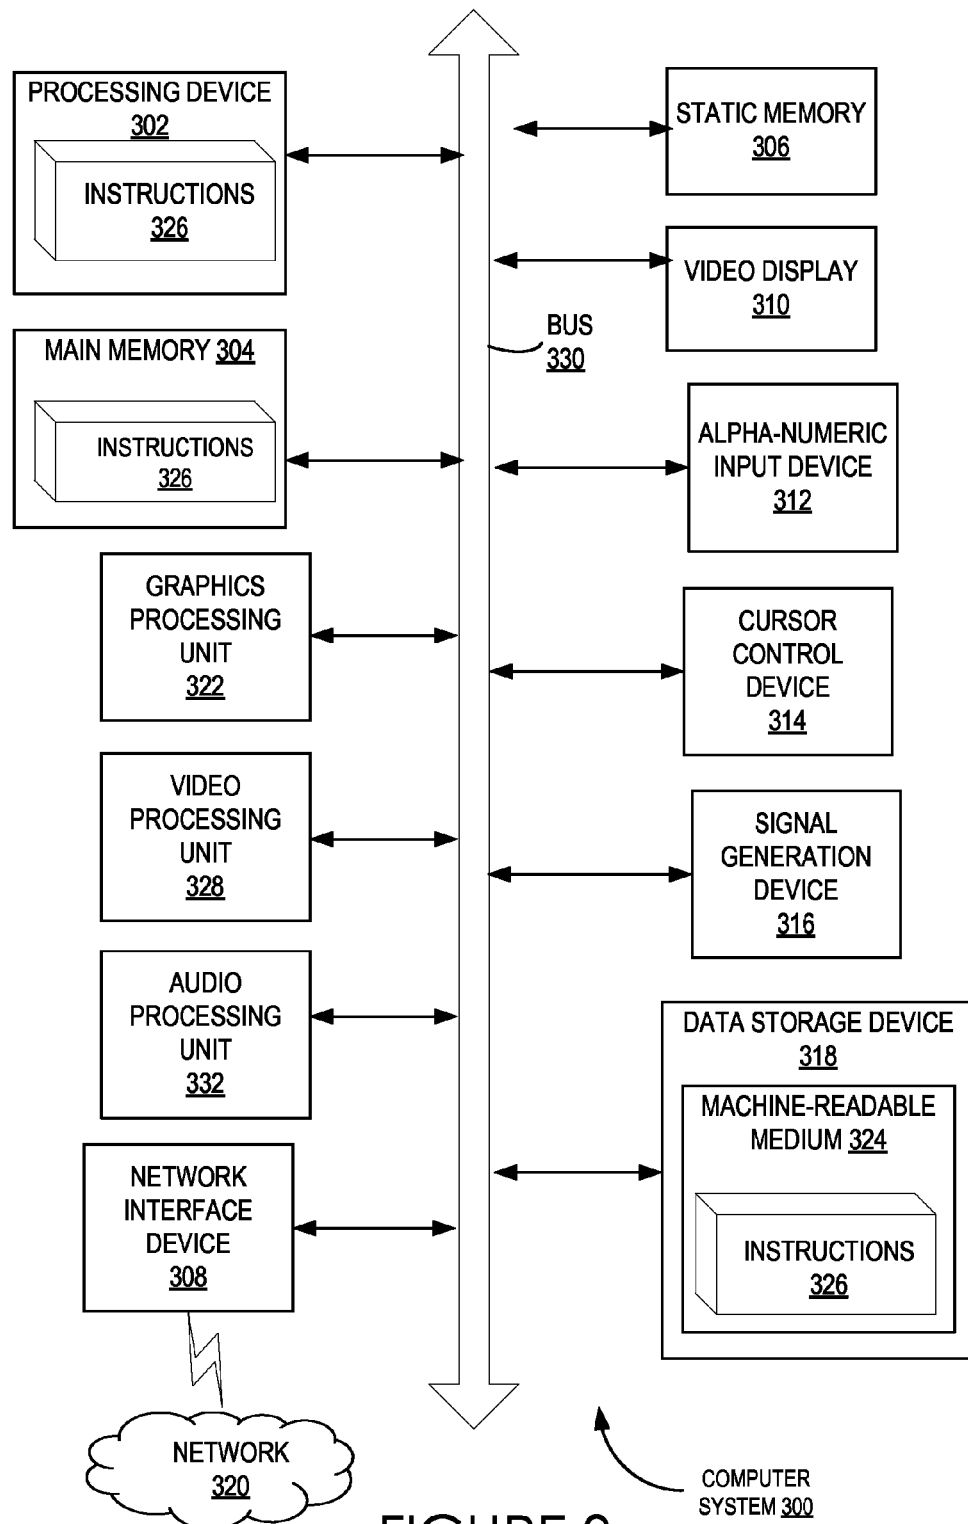 PROCESSING DEVICE
302
INSTRUCTIONS
326
MAIN MEMORY 304
INSTRUCTIONS
326
GRAPHICS
PROCESSING
UNIT
322
VIDEO
PROCESSING
UNIT
328
AUDIO
PROCESSING
UNIT
332
NETWORK
INTERFACE
DEVICE
308
NETWORK
320
BUS
330
STATIC MEMORY
306
VIDEO DISPLAY
310
ALPHA-NUMERIC
INPUT DEVICE
312
CURSOR
CONTROL
DEVICE
314
SIGNAL
GENERATION
DEVICE
316
DATA STORAGE DEVICE
318
MACHINE-READABLE
MEDIUM 324
INSTRUCTIONS
326
COMPUTER
SYSTEM 300
FIGURE